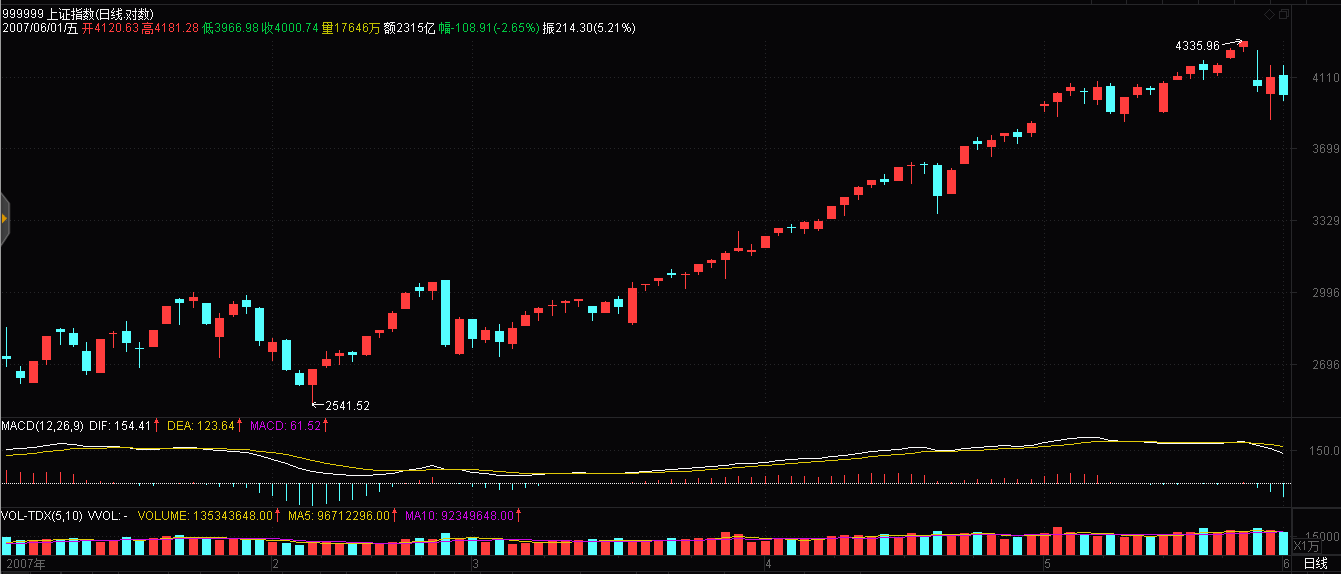 999999 上证指数(日线.对数)
2007/06/01/五 开4120.63 高4181.28 低3966.98 收4000.74 量17646万 额2315亿 幅-108.91(-2.65%) 振214.30(5.21%)
4335.96
4110
3699
3329
2996
2696
2541.52
MACD(12,26,9) DIF: 154.41↑ DEA: 123.64↑ MACD: 61.52↑
150.0
VOL-TDX(5,10) VVOL: - VOLUME: 135343648.00↑ MA5: 96712296.00↑ MA10: 92349648.00↑
15000
X1万
2007年 2 3 4 5 6 日线